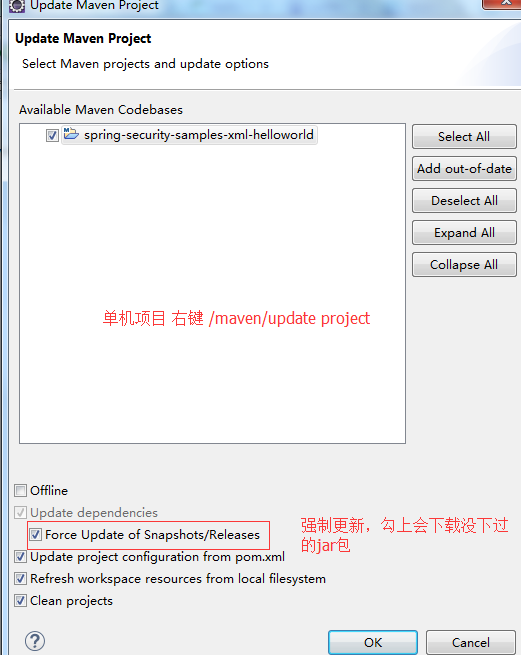 Update Maven Project
Update Maven Project
Select Maven projects and update options
Available Maven Codebases
spring-security-samples-xml-helloworld
Select All
Add out-of-date
Deselect All
Expand All
Collapse All
单机项目 右键 /maven/update project
Offline
Update dependencies
Force Update of Snapshots/Releases
强制更新，勾上会下载没下过
的jar包
Update project configuration from pom.xml
Refresh workspace resources from local filesystem
Clean projects
OK
Cancel